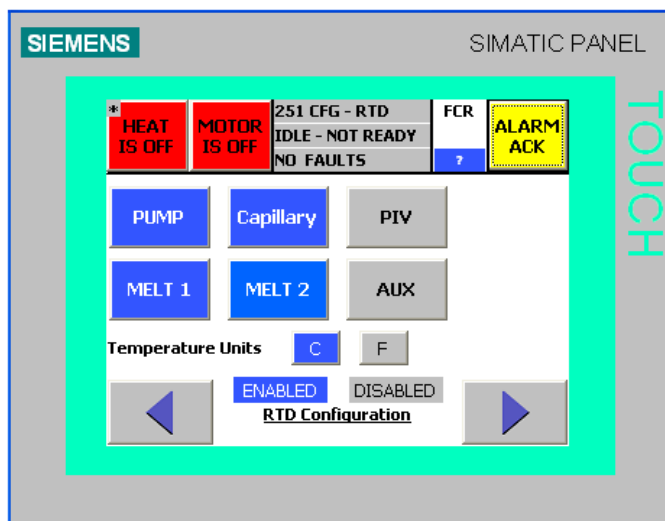 SIEMENS
SIMATIC PANEL
TOUCH
*
HEAT
IS OFF
MOTOR
IS OFF
251 CFG - RTD
IDLE - NOT READY
NO FAULTS
FCR
?
ALARM
ACK
PUMP
Capillary
PIV
MELT 1
MELT 2
AUX
Temperature Units
C
F
ENABLED
DISABLED
RTD Configuration